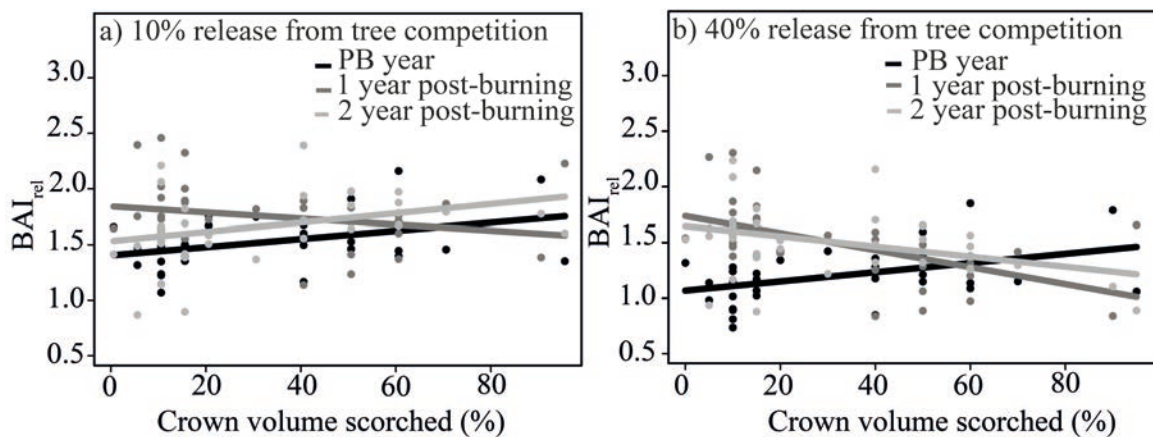 a) 10% release from tree competition
PB year
1 year post-burning
2 year post-burning
3.0
2.5
2.0
1.5
1.0
0.5
BAIrel
0 20 40 60 80
Crown volume scorched (%)
b) 40% release from tree competition
PB year
1 year post-burning
2 year post-burning
3.0
2.5
2.0
1.5
1.0
0.5
BAIrel
0 20 40 60 80
Crown volume scorched (%)